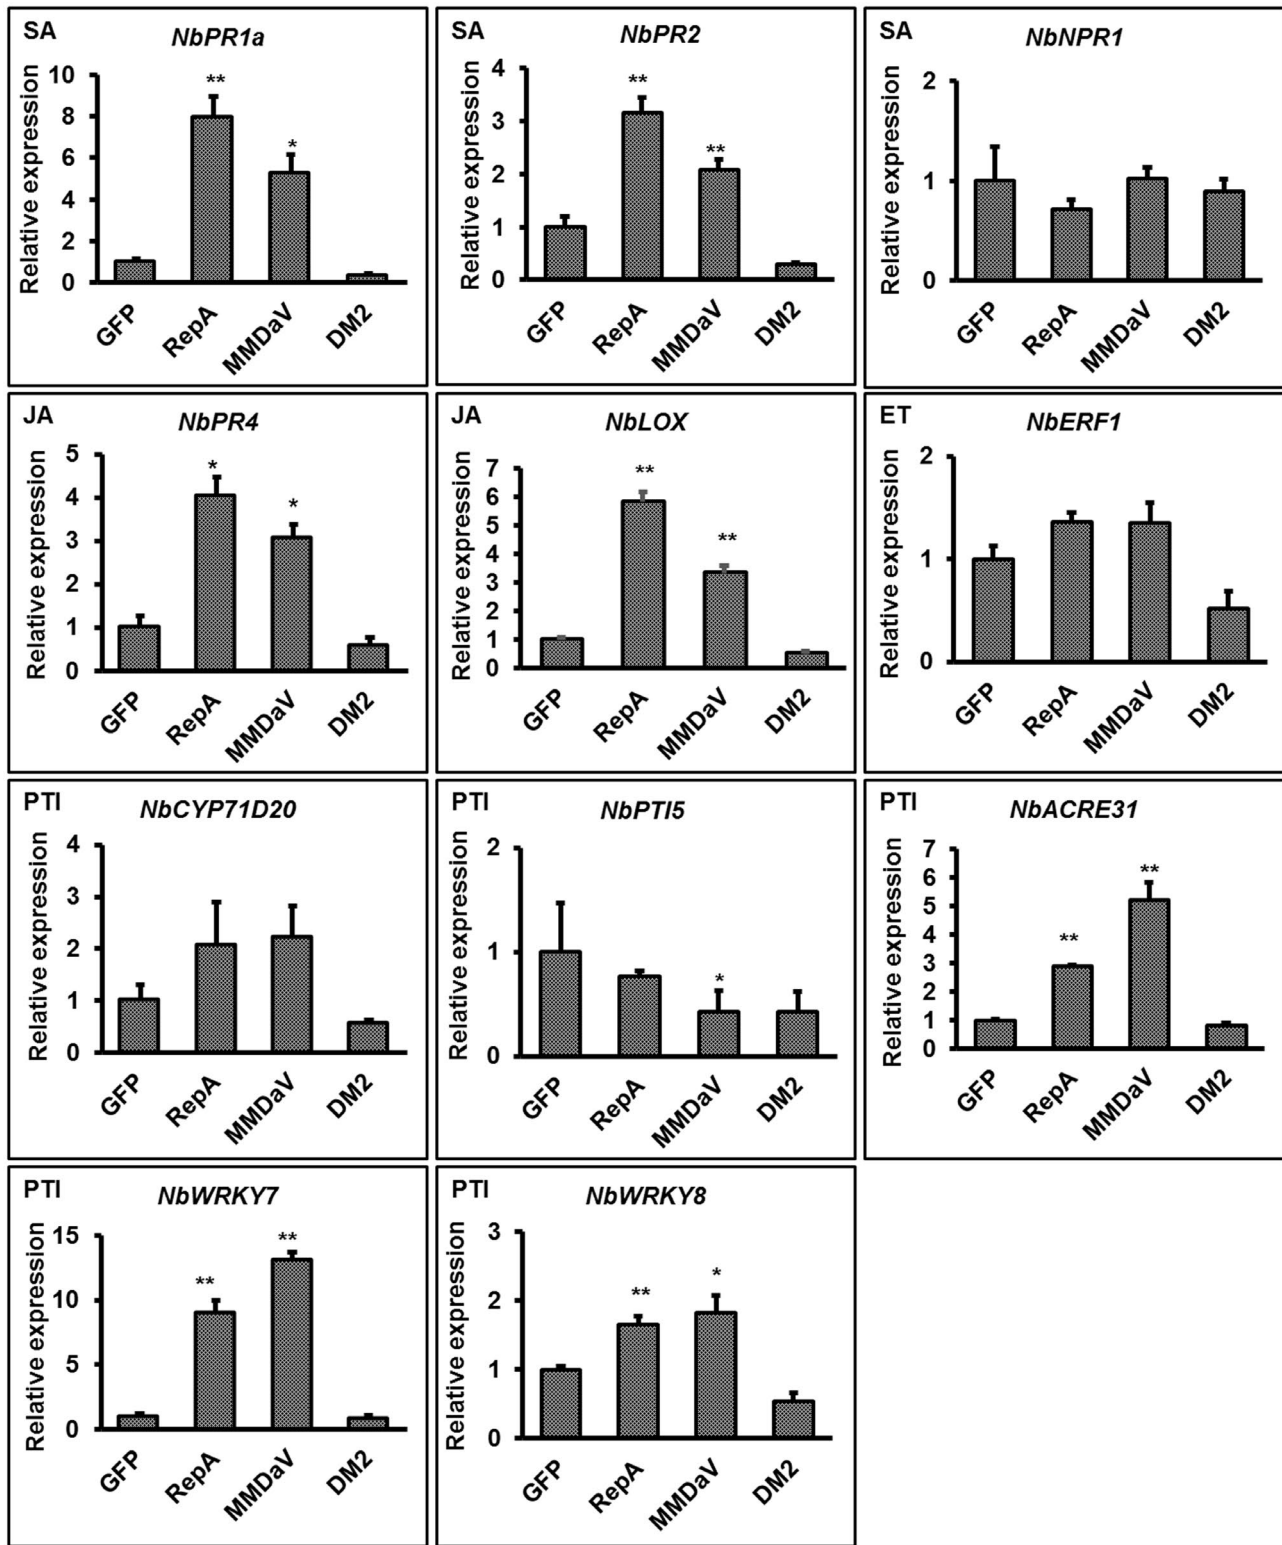 SA
NbPR1a
Relative expression
10
8
6
4
2
0
**
*
GFP
RepA
MMDaV
DM2
SA
NbPR2
Relative expression
4
3
2
1
0
**
**
GFP
RepA
MMDaV
DM2
SA
NbNPR1
Relative expression
2
1
0
GFP
RepA
MMDaV
DM2
JA
NbPR4
Relative expression
5
4
3
2
1
0
*
*
GFP
RepA
MMDaV
DM2
JA
NbLOX
Relative expression
7
6
5
4
3
2
1
0
**
**
GFP
RepA
MMDaV
DM2
ET
NbERF1
Relative expression
2
1
0
GFP
RepA
MMDaV
DM2
PTI
NbCYP71D20
Relative expression
4
3
2
1
0
GFP
RepA
MMDaV
DM2
PTI
NbPTI5
Relative expression
2
1
0
*
GFP
RepA
MMDaV
DM2
PTI
NbACRE31
Relative expression
7
6
5
4
3
2
1
0
**
**
GFP
RepA
MMDaV
DM2
PTI
NbWRKY7
Relative expression
15
10
5
0
**
**
GFP
RepA
MMDaV
DM2
PTI
NbWRKY8
Relative expression
3
2
1
0
**
*
GFP
RepA
MMDaV
DM2